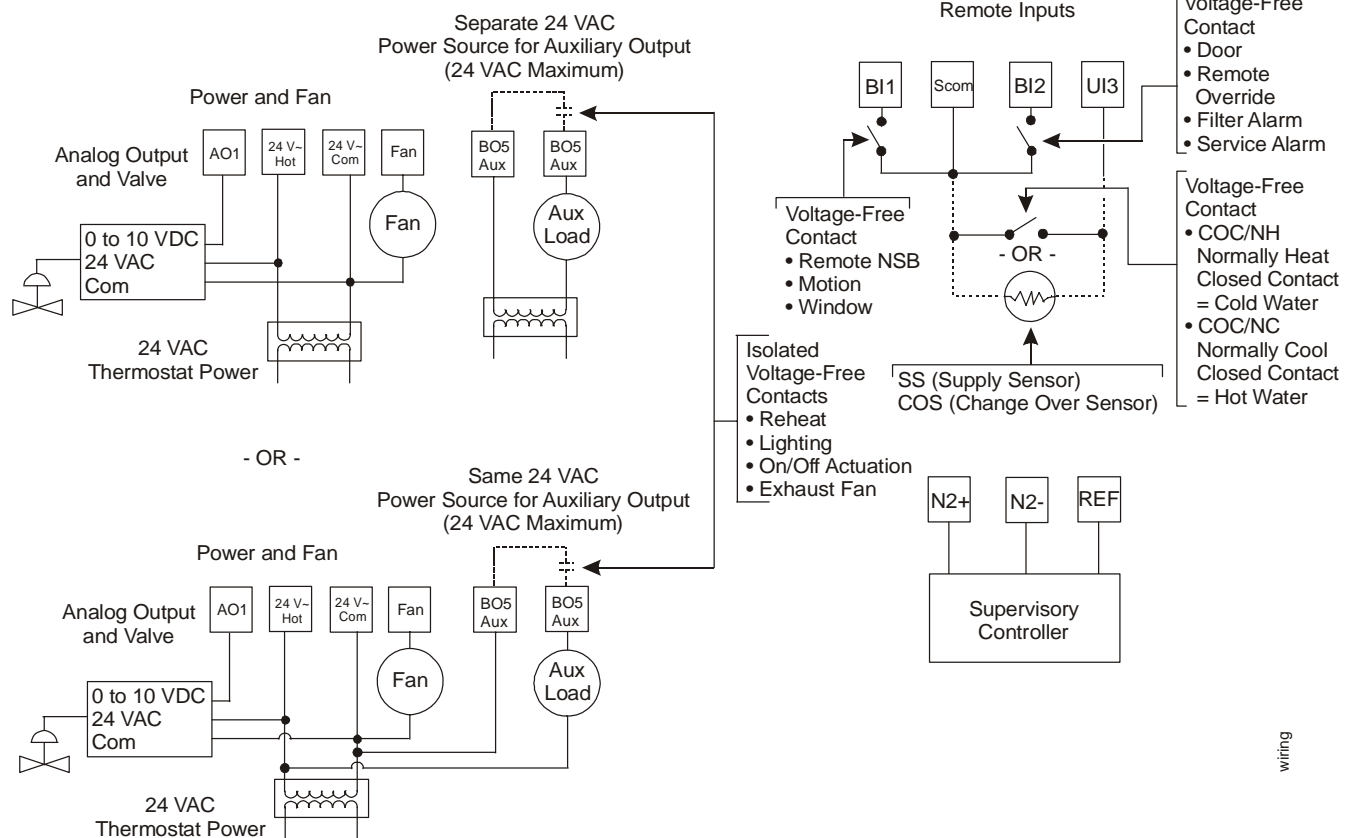 Separate 24 VAC
Power Source for Auxiliary Output
(24 VAC Maximum)
Power and Fan
Analog Output
and Valve
AO1
24 V~
Hot
24 V~
Com
Fan
BO5
Aux
BO5
Aux
Fan
Aux
Load
0 to 10 VDC
24 VAC
Com
24 VAC
Thermostat Power
- OR -
Same 24 VAC
Power Source for Auxiliary Output
(24 VAC Maximum)
Power and Fan
Analog Output
and Valve
AO1
24 V~
Hot
24 V~
Com
Fan
BO5
Aux
BO5
Aux
Fan
Aux
Load
0 to 10 VDC
24 VAC
Com
24 VAC
Thermostat Power
Isolated
Voltage-Free
Contacts
• Reheat
• Lighting
• On/Off Actuation
• Exhaust Fan
Remote Inputs
BI1
Scom
BI2
UI3
Voltage-Free
Contact
• Door
• Remote
Override
• Filter Alarm
• Service Alarm
Voltage-Free
Contact
• Remote NSB
• Motion
• Window
- OR -
Voltage-Free
Contact
• COC/NH
Normally Heat
Closed Contact
= Cold Water
• COC/NC
Normally Cool
Closed Contact
= Hot Water
SS (Supply Sensor)
COS (Change Over Sensor)
N2+
N2-
REF
Supervisory
Controller
wiring